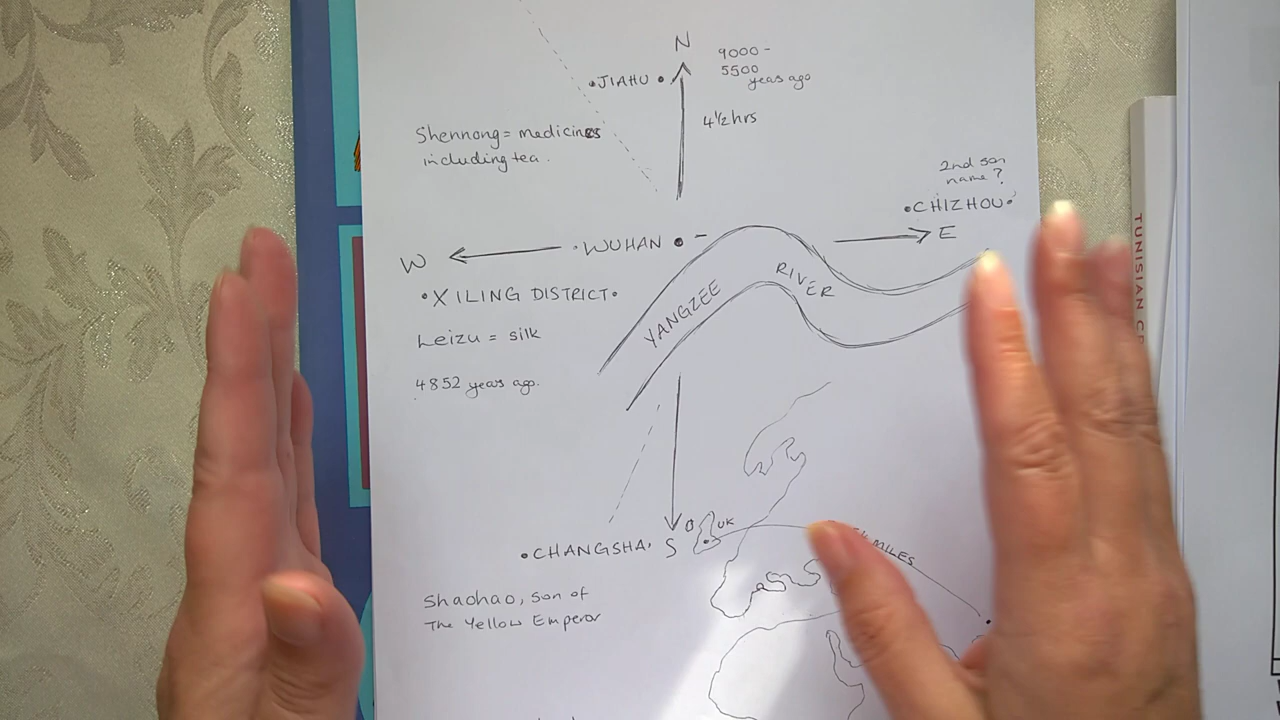 N
9000 -
5500
years ago
•JIAHU •
4½hrs
Shennong = medicines
including tea.
2nd son
name?
•CHIZHOU•
W
•WUHAN • -
E
•XILING DISTRICT•
YANGZEE
RIVER
Leizu = silk
4852 years ago.
•CHANGSHA•
S
UK
MILES
Shaohao, son of
The Yellow Emperor
TUNISIAN